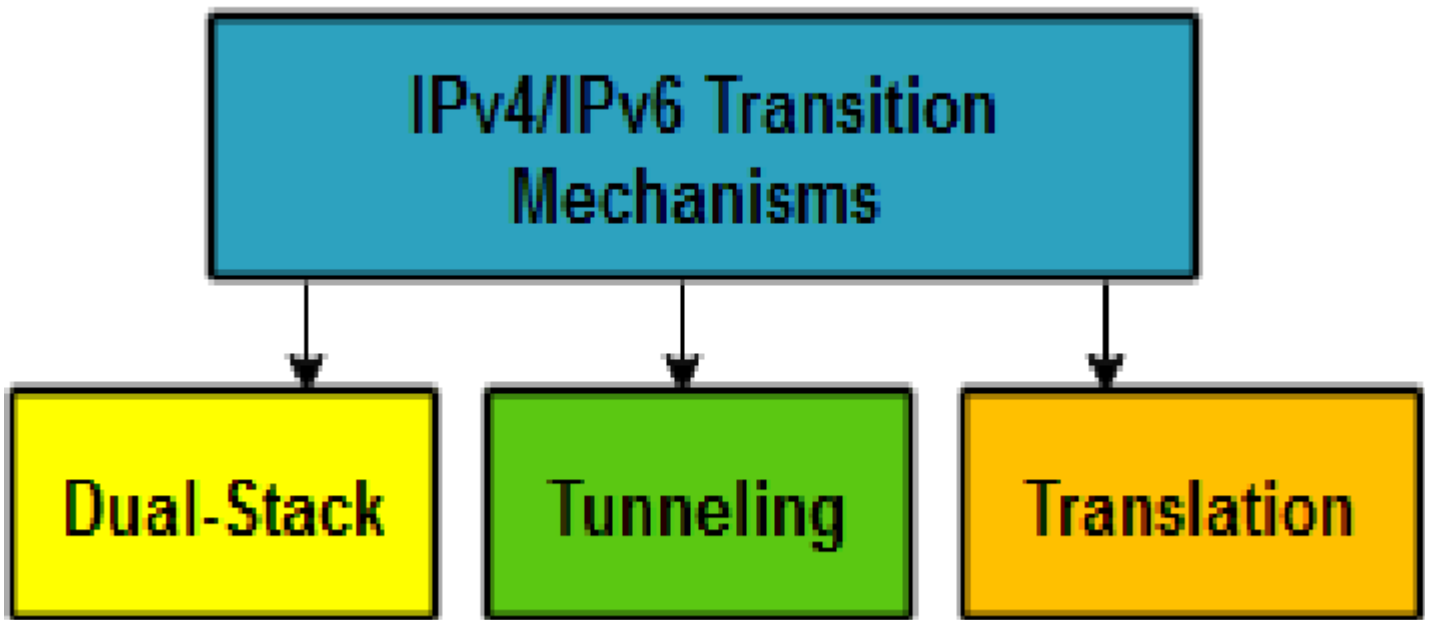 IPv4/IPv6 Transition
Mechanisms
Dual-Stack
Tunneling
Translation